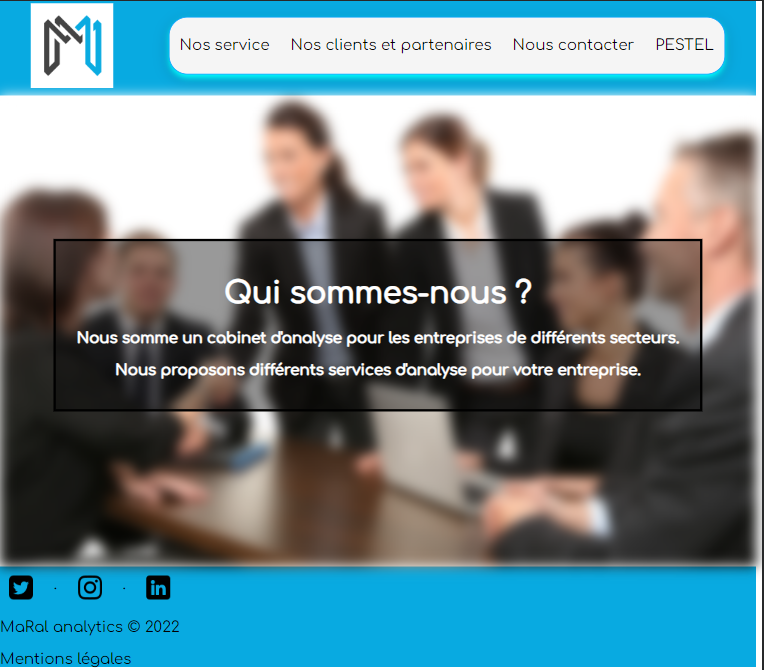 Nos service Nos clients et partenaires Nous contacter PESTEL
Qui sommes-nous ?
Nous somme un cabinet d'analyse pour les entreprises de différents secteurs.
Nous proposons différents services d'analyse pour votre entreprise.
MaRal analytics © 2022
Mentions légales